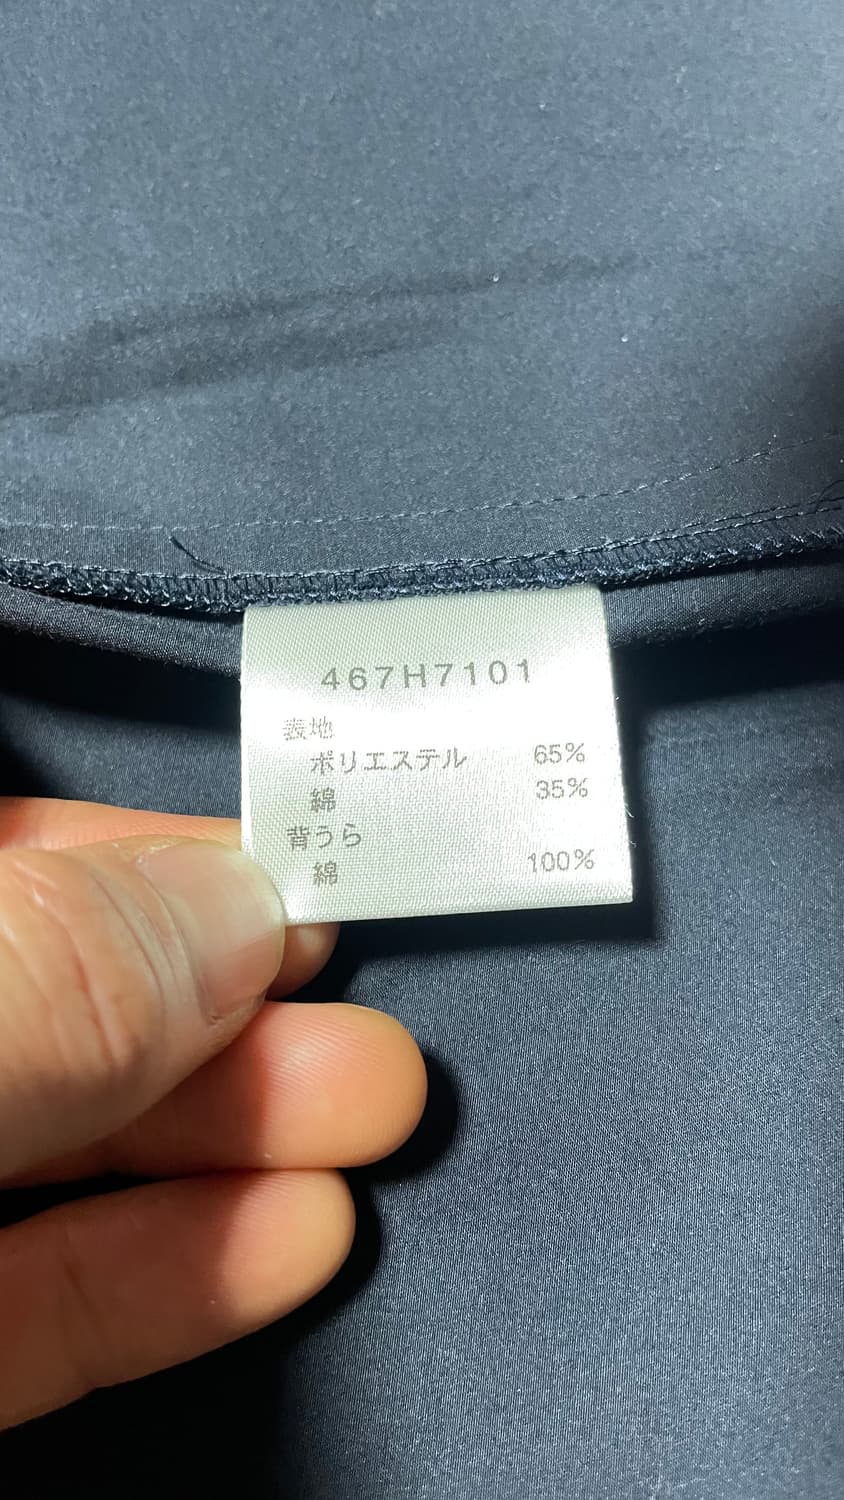 467H7101
表地
ポリエステル 65%
綿 35%
背うら
綿 100%